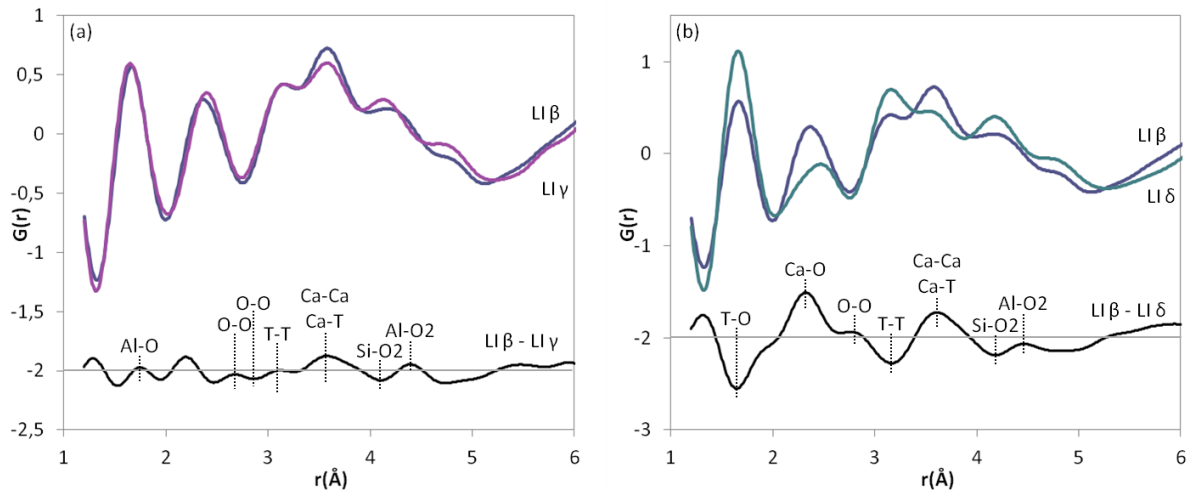 (a)
1
0,5
0
-0,5
-1
-1,5
-2
-2,5
G(r)
LI β
LI γ
O-O
O-O
Al-O
T-T
Ca-Ca
Ca-T
Si-O2
Al-O2
LI β - LI γ
1 2 3 4 5 6
r(Å)
(b)
1
0
-1
-2
-3
G(r)
LI β
LI δ
T-O
Ca-O
O-O
T-T
Ca-Ca
Ca-T
Si-O2
Al-O2
LI β - LI δ
1 2 3 4 5 6
r(Å)